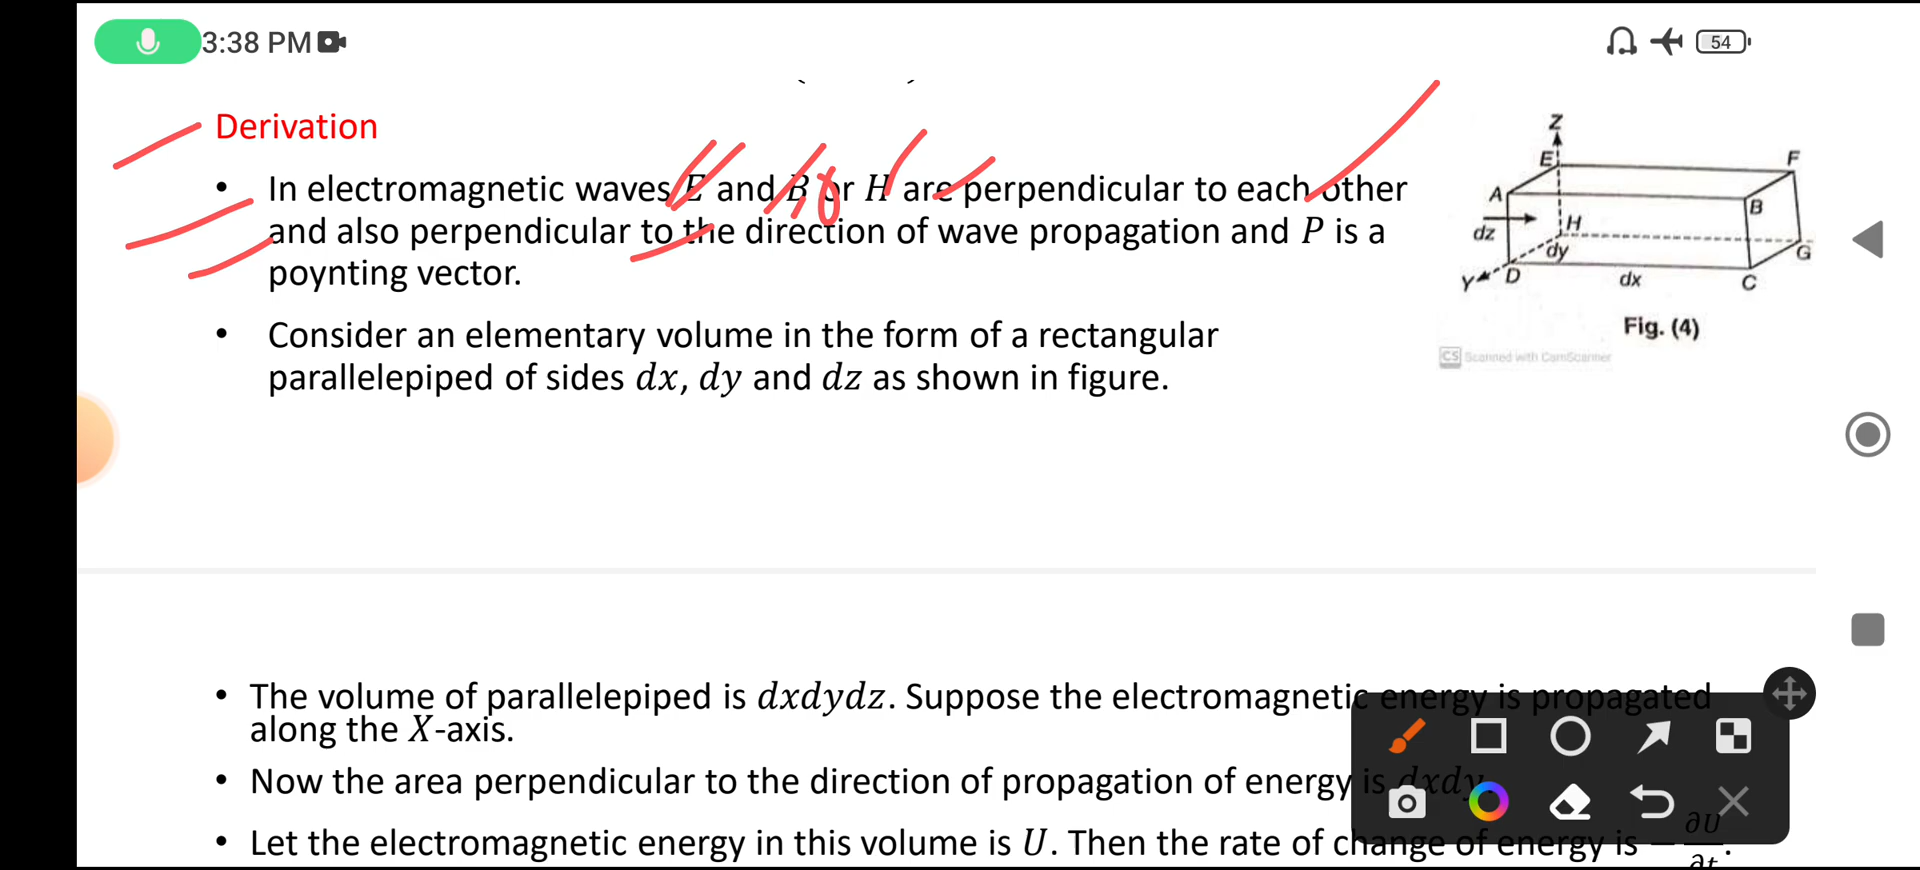 3:38 PM
54
Derivation
• In electromagnetic waves E and B or H are perpendicular to each other
and also perpendicular to the direction of wave propagation and P is a
poynting vector.
• Consider an elementary volume in the form of a rectangular
parallelepiped of sides dx, dy and dz as shown in figure.
Z
E
F
A
B
dz
H
dy
G
Y
D
dx
C
Fig. (4)
CS Scanned with CamScanner
• The volume of parallelepiped is dxdydz. Suppose the electromagnetic energy is propagated
along the X-axis.
• Now the area perpendicular to the direction of propagation of energy is dxdy.
• Let the electromagnetic energy in this volume is U. Then the rate of change of energy is − ∂U/∂t.